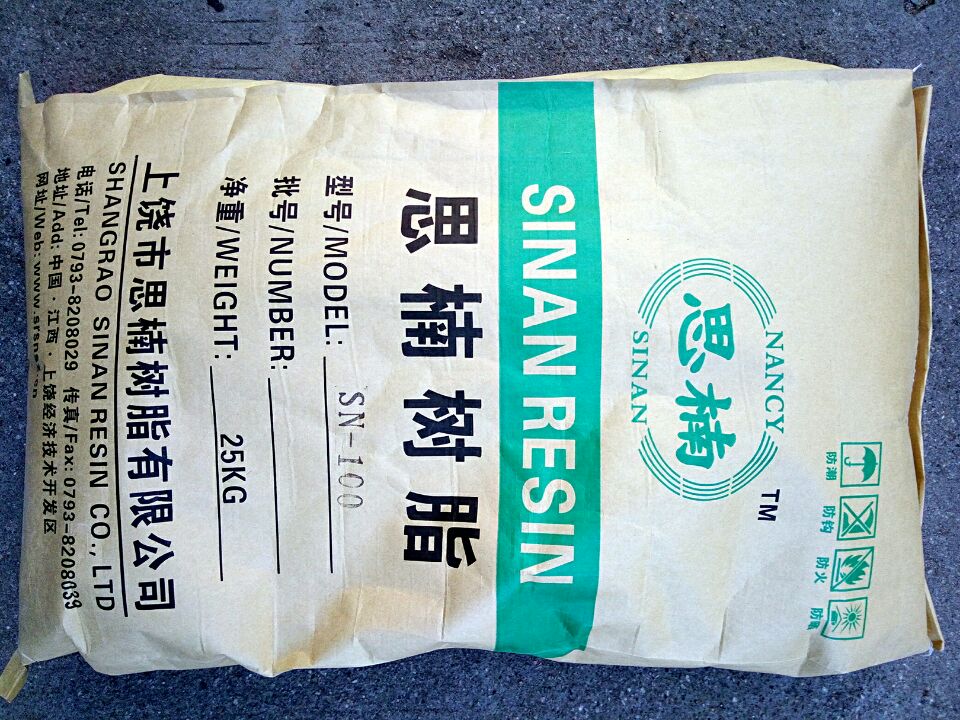 NANCY
思楠
SINAN
TM
防潮
防钩
防火
SINAN RESIN
思楠树脂
型号/MODEL: SN-100
批号/NUMBER:
净重/WEIGHT: 25KG
上饶市思楠树脂有限公司
SHANGRAO SINAN RESIN CO., LTD
电话/Tel: 0793-8208029 传真/Fax: 0793-8208039
地址/Add: 中国·江西·上饶经济技术开发区
网址/Web: